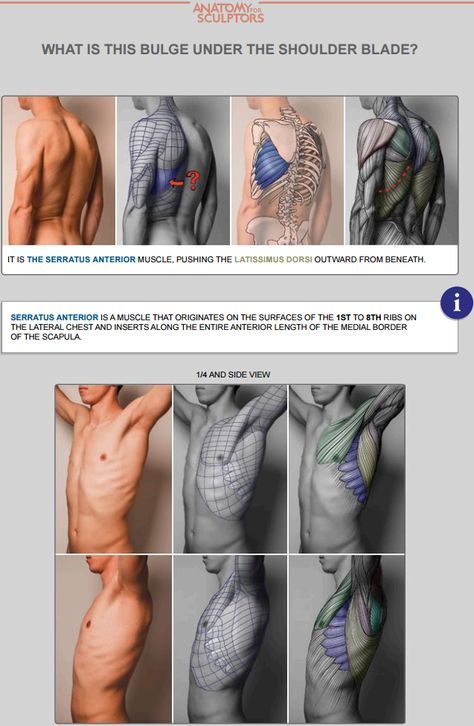 ANATOMY FOR
SCULPTORS
WHAT IS THIS BULGE UNDER THE SHOULDER BLADE?
?
IT IS THE SERRATUS ANTERIOR MUSCLE, PUSHING THE LATISSIMUS DORSI OUTWARD FROM BENEATH.
i
SERRATUS ANTERIOR IS A MUSCLE THAT ORIGINATES ON THE SURFACES OF THE 1ST TO 8TH RIBS ON
THE LATERAL CHEST AND INSERTS ALONG THE ENTIRE ANTERIOR LENGTH OF THE MEDIAL BORDER
OF THE SCAPULA.
1/4 AND SIDE VIEW